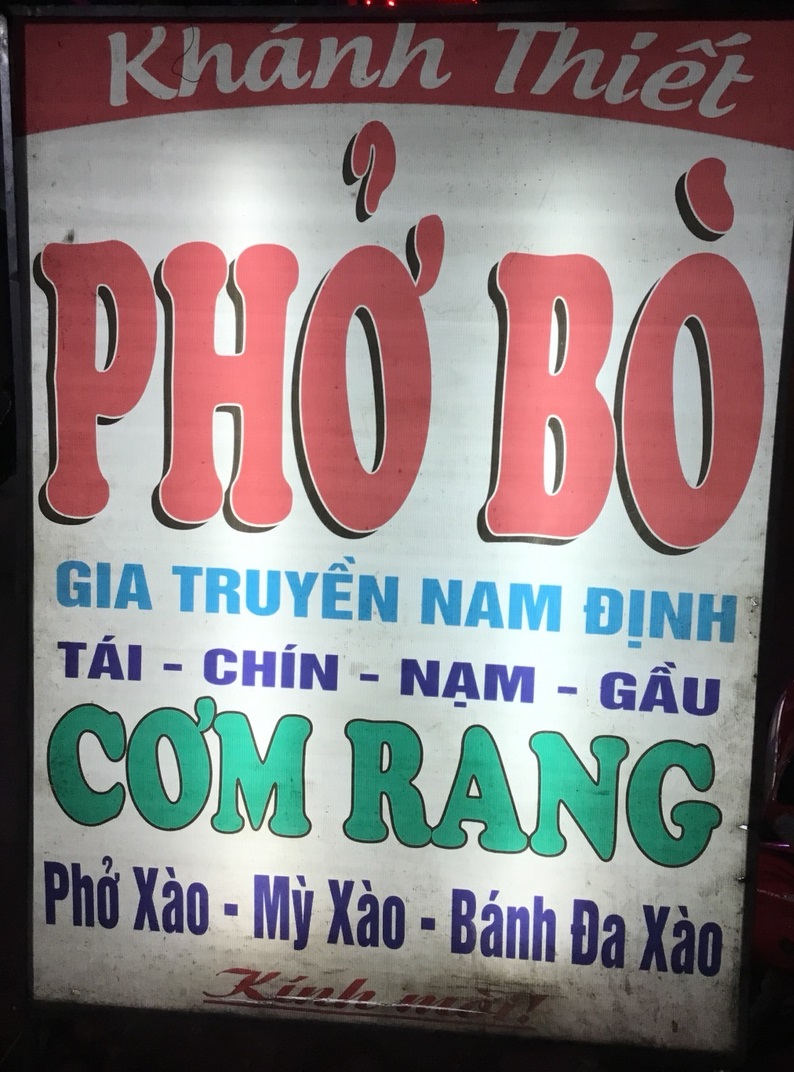 Khánh Thiết
PHỞ BÒ
GIA TRUYỀN NAM ĐỊNH
TÁI - CHÍN - NẠM - GẦU
CƠM RANG
Phở Xào - Mỳ Xào - Bánh Đa Xào
Kính mời!